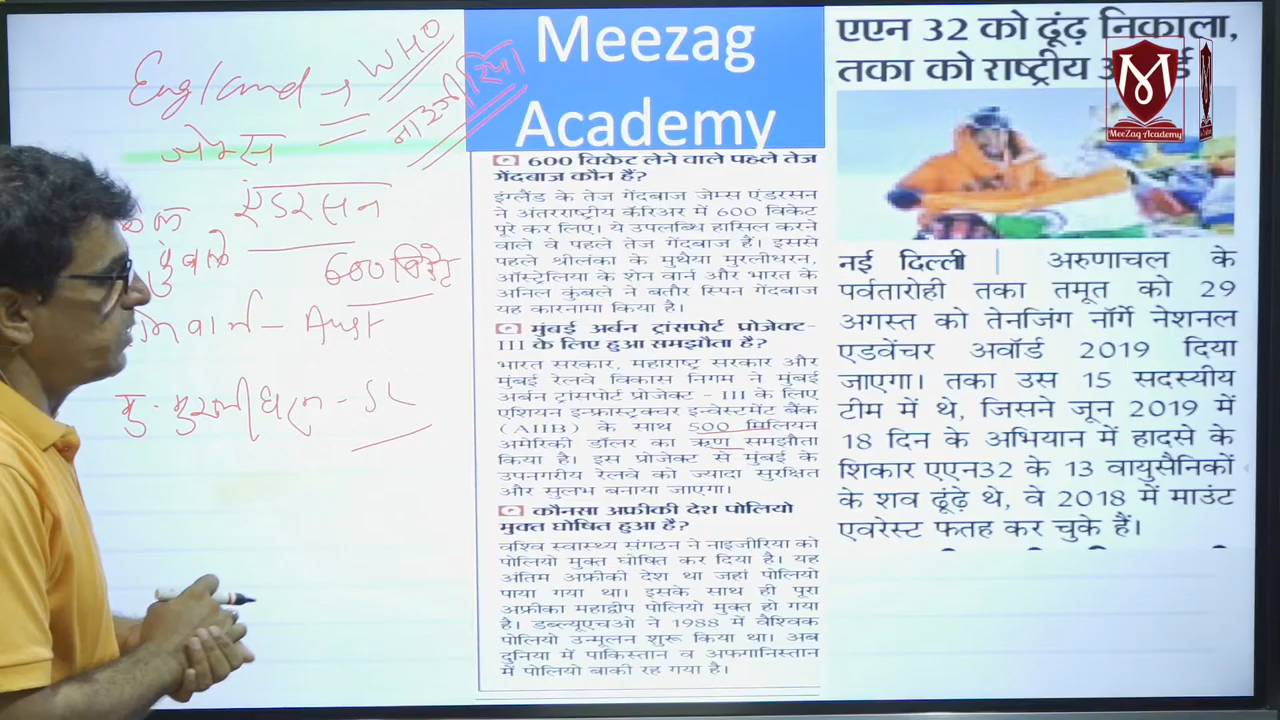 England → WHO
नाइजीरिया
जेम्स
एंडरसन
कुंबले
600 विकेट
वार्न - Aust
मु. मुरलीधरन - SL
Meezag
Academy
600 विकेट लेने वाले पहले तेज
गेंदबाज कौन हैं?
इंग्लैंड के तेज गेंदबाज जेम्स एंडरसन
ने अंतरराष्ट्रीय करिअर में 600 विकेट
पूरे कर लिए। ये उपलब्धि हासिल करने
वाले वे पहले तेज गेंदबाज हैं। इससे
पहले श्रीलंका के मुथैया मुरलीधरन,
ऑस्ट्रेलिया के शेन वार्न और भारत के
अनिल कुंबले ने बतौर स्पिन गेंदबाज
यह कारनामा किया है।
मुंबई अर्बन ट्रांसपोर्ट प्रोजेक्ट-
III के लिए हुआ समझौता है?
भारत सरकार, महाराष्ट्र सरकार और
मुंबई रेलवे विकास निगम ने मुंबई
अर्बन ट्रांसपोर्ट प्रोजेक्ट - III के लिए
एशियन इन्फ्रास्ट्रक्चर इन्वेस्टमेंट बैंक
(AIIB) के साथ 500 मिलियन
अमेरिकी डॉलर का ऋण समझौता
किया है। इस प्रोजेक्ट से मुंबई के
उपनगरीय रेलवे को ज्यादा सुरक्षित
और सुलभ बनाया जाएगा।
कौनसा अफ्रीकी देश पोलियो
मुक्त घोषित हुआ है?
वश्वि स्वास्थ्य संगठन ने नाइजीरिया को
पोलियो मुक्त घोषित कर दिया है। यह
अंतिम अफ्रीकी देश था जहां पोलियो
पाया गया था। इसके साथ ही पूरा
अफ्रीका महाद्वीप पोलियो मुक्त हो गया
है। डब्ल्यूएचओ ने 1988 में वैश्विक
पोलियो उन्मूलन शुरू किया था। अब
दुनिया में पाकिस्तान व अफगानिस्तान
में पोलियो बाकी रह गया है।
एएन 32 को ढूंढ़ निकाला,
तका को राष्ट्रीय
MeeZag Academy
नई दिल्ली | अरुणाचल के
पर्वतारोही तका तमूत को 29
अगस्त को तेनजिंग नॉर्गे नेशनल
एडवेंचर अवॉर्ड 2019 दिया
जाएगा। तका उस 15 सदस्यीय
टीम में थे, जिसने जून 2019 में
18 दिन के अभियान में हादसे के
शिकार एएन32 के 13 वायुसैनिकों
के शव ढूंढ़े थे, वे 2018 में माउंट
एवरेस्ट फतह कर चुके हैं।